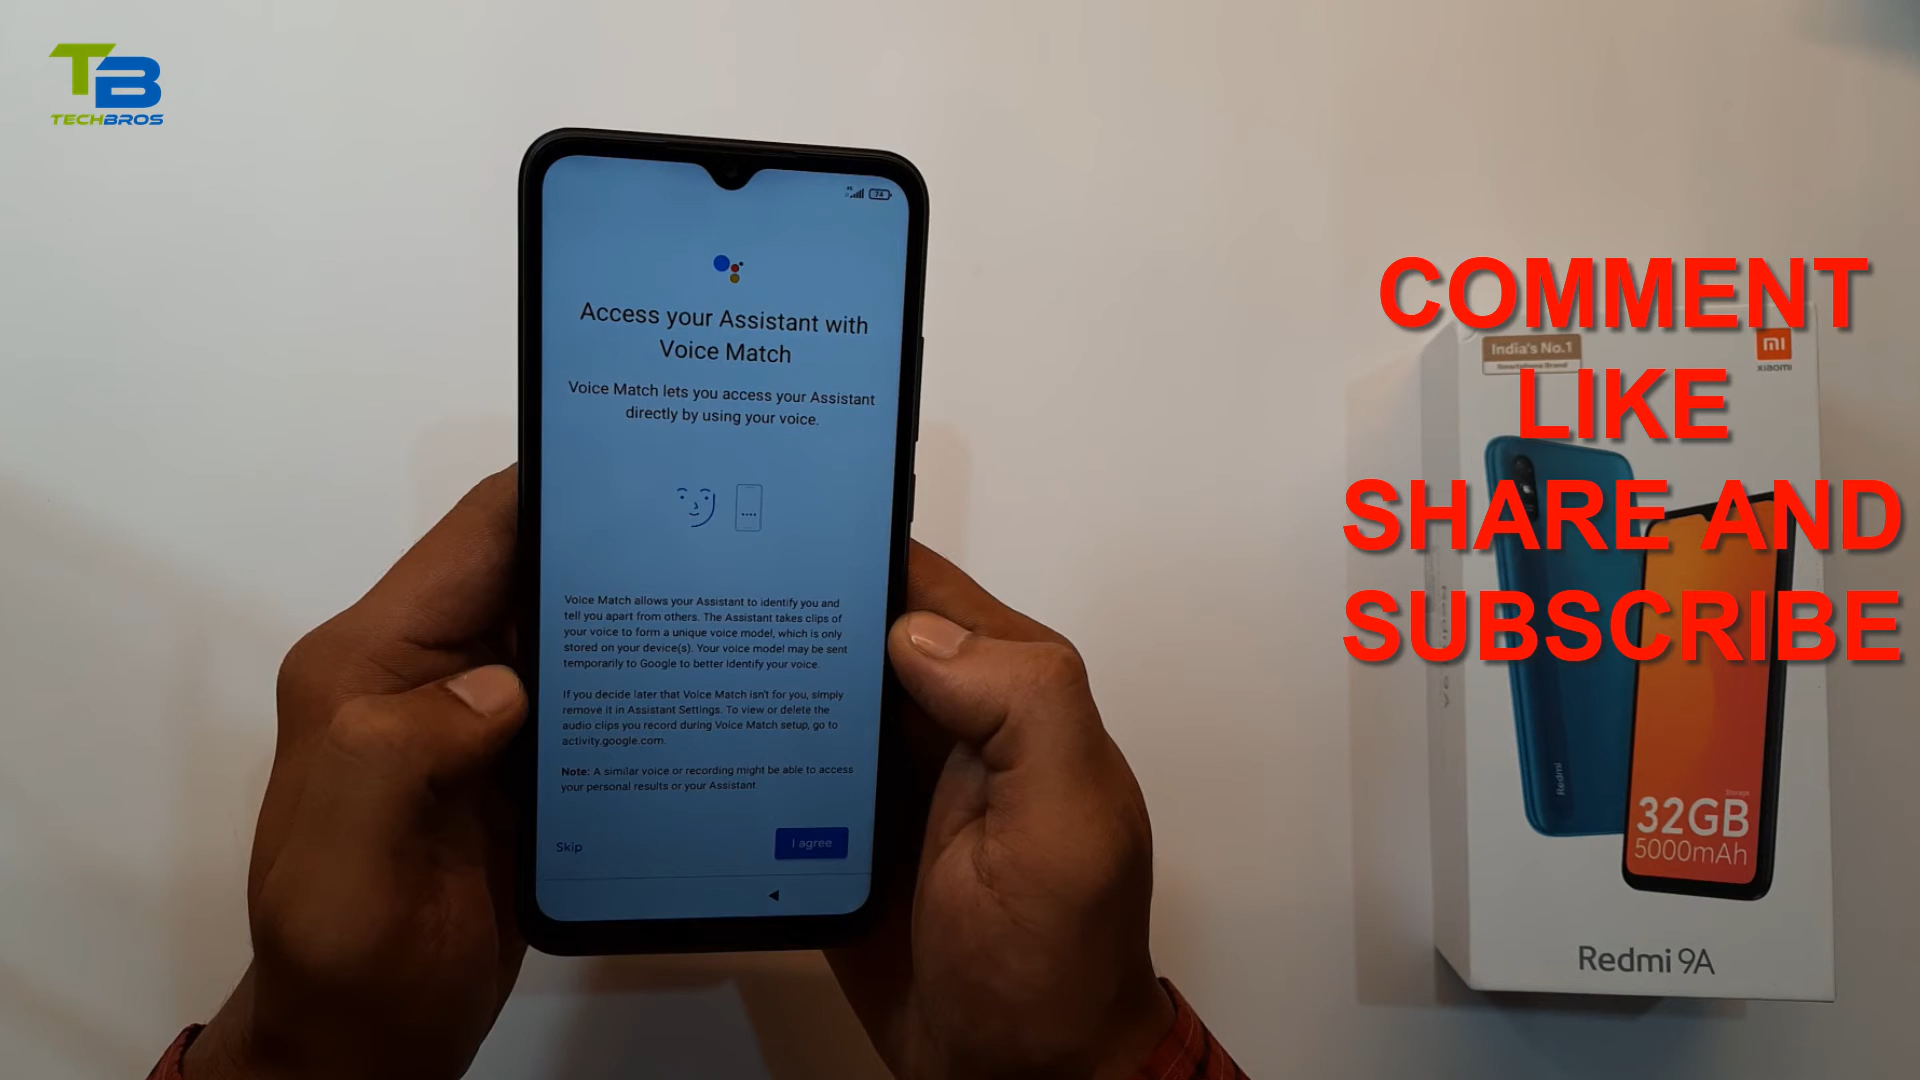 TB
TECHBROS
74
Access your Assistant with
Voice Match
Voice Match lets you access your Assistant
directly by using your voice.
Voice Match allows your Assistant to identify you and
tell you apart from others. The Assistant takes clips of
your voice to form a unique voice model, which is only
stored on your device(s). Your voice model may be sent
temporarily to Google to better identify your voice.
If you decide later that Voice Match isn't for you, simply
remove it in Assistant Settings. To view or delete the
audio clips you record during Voice Match setup, go to
activity.google.com.
Note: A similar voice or recording might be able to access
your personal results or your Assistant.
Skip
I agree
COMMENT
LIKE
SHARE AND
SUBSCRIBE
India's No.1
Smartphone Brand
mi
xiaomi
Redmi
Storage
32GB
5000mAh
Redmi 9A